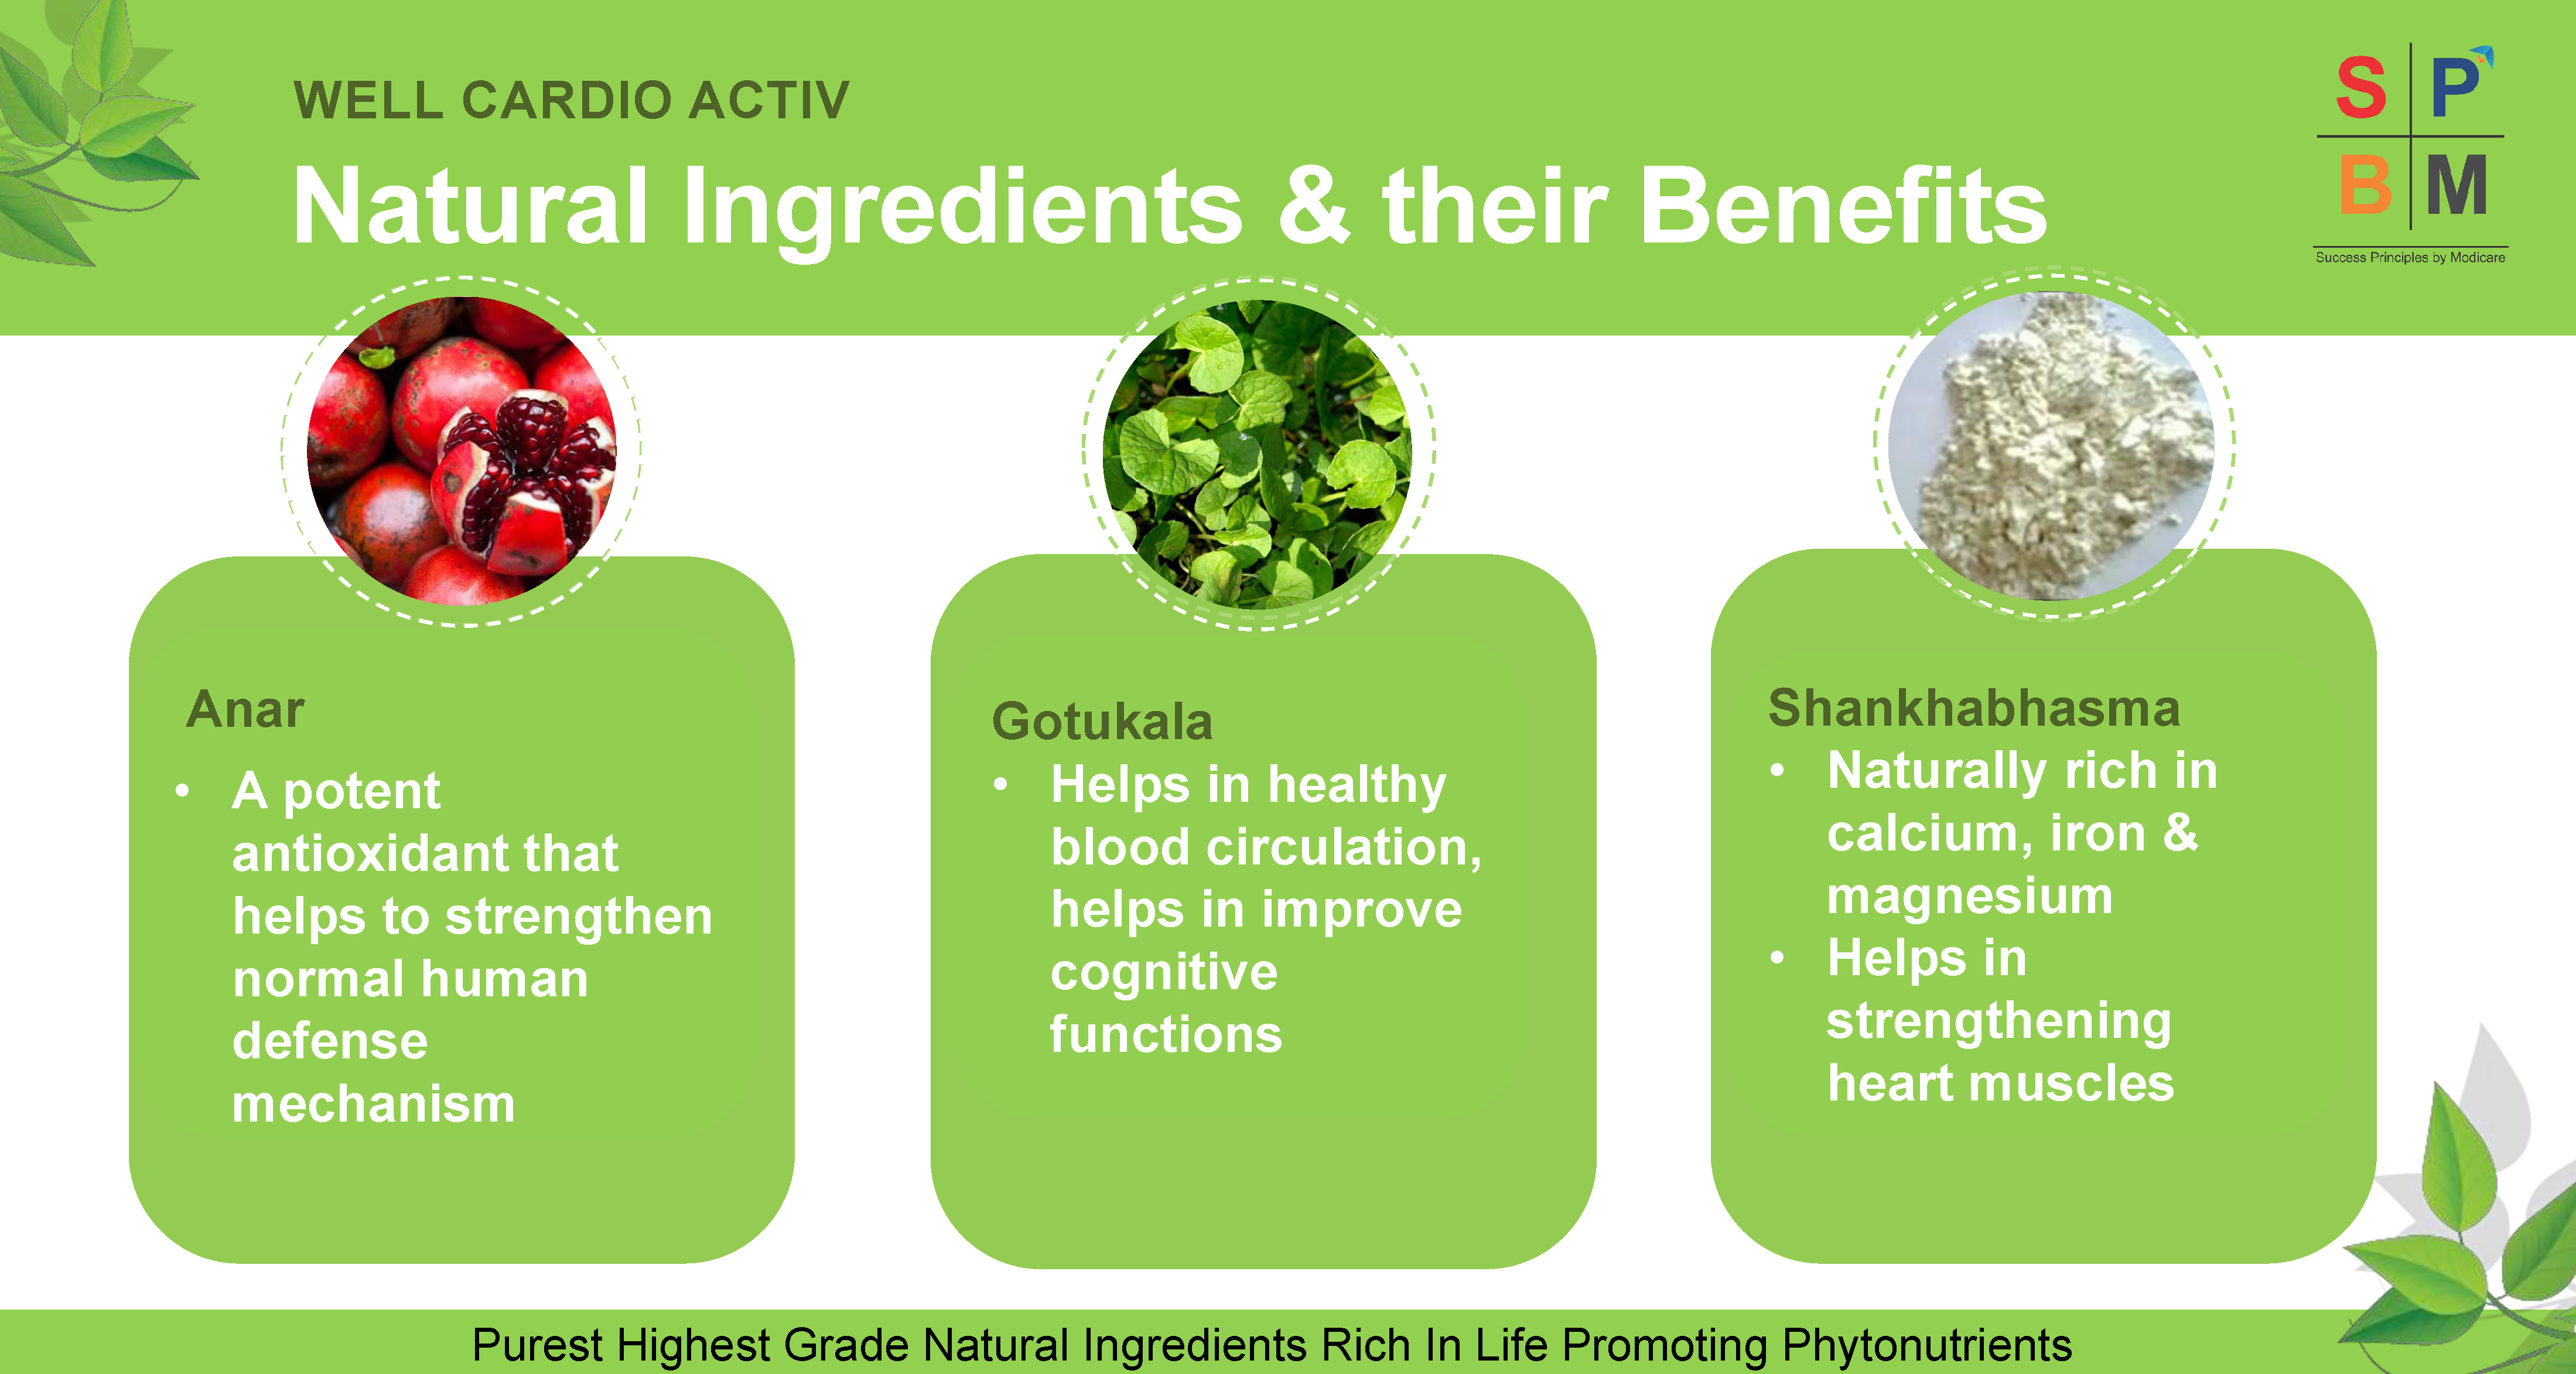 WELL CARDIO ACTIV
Natural Ingredients & their Benefits
S P
B M
Success Principles by Modicare
Anar
• A potent
antioxidant that
helps to strengthen
normal human
defense
mechanism
Gotukala
• Helps in healthy
blood circulation,
helps in improve
cognitive
functions
Shankhabhasma
• Naturally rich in
calcium, iron &
magnesium
• Helps in
strengthening
heart muscles
Purest Highest Grade Natural Ingredients Rich In Life Promoting Phytonutrients